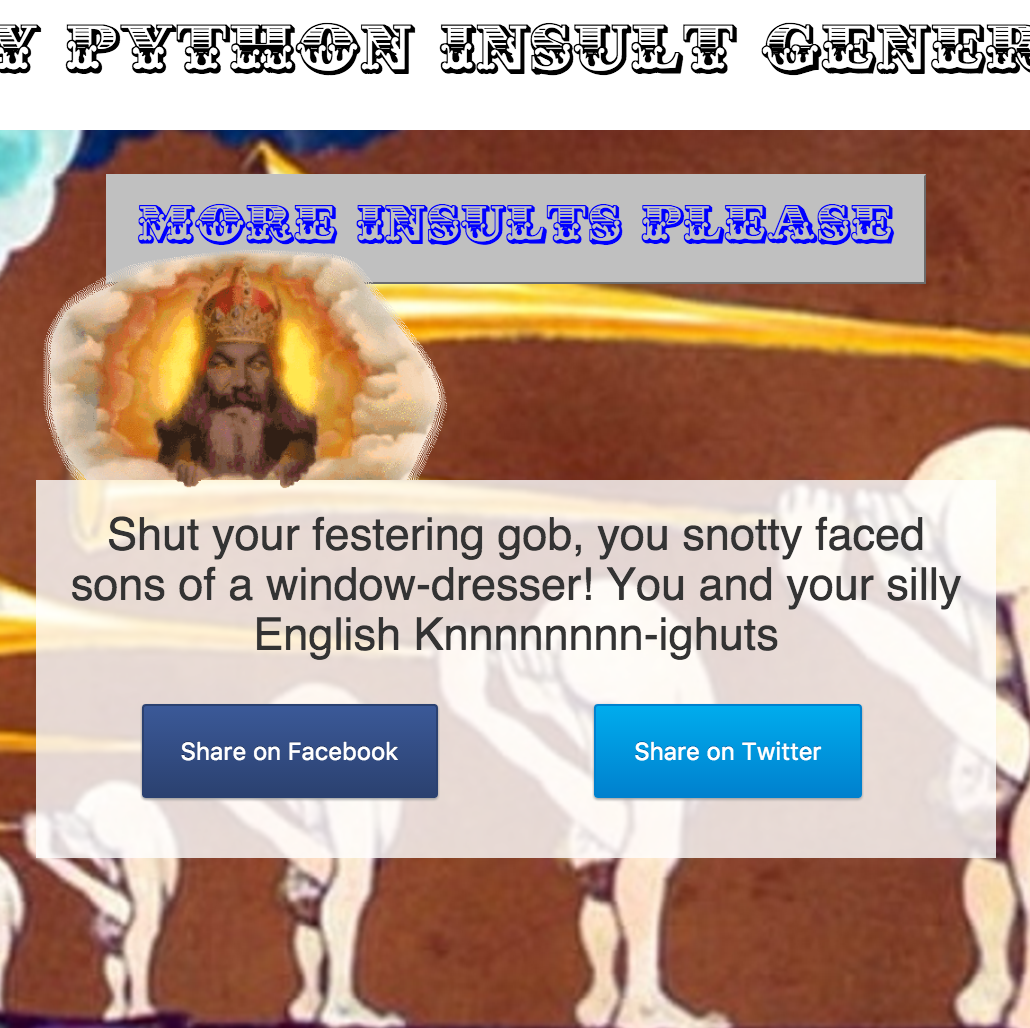 Y PYTHON INSULT GENER
MORE INSULTS PLEASE
Shut your festering gob, you snotty faced
sons of a window-dresser! You and your silly
English Knnnnnnnn-ighuts
Share on Facebook
Share on Twitter